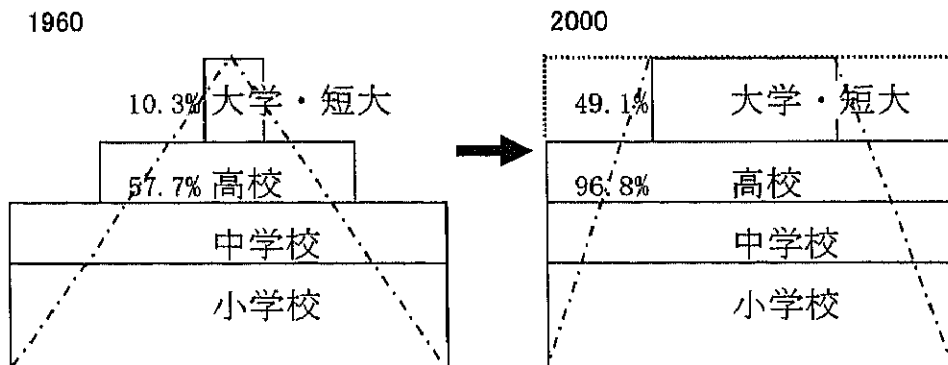 1960
10.3% 大学・短大
57.7% 高校
中学校
小学校
2000
49.1% 大学・短大
96.8% 高校
中学校
小学校